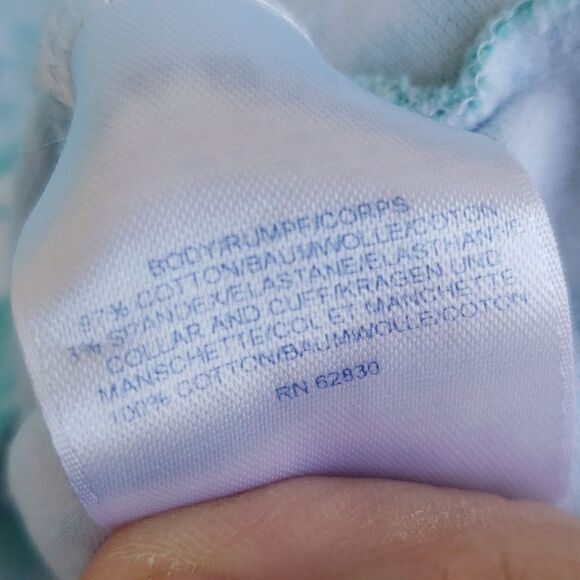 BODY/RUMPF/CORPS
97% COTTON/BAUMWOLLE/COTON
3% SPANDEX/ELASTANE/ELASTHANNE
COLLAR AND CUFF/KRAGEN UND
MANSCHETTE/COL ET MANCHETTE
100% COTTON/BAUMWOLLE/COTON
RN 62830